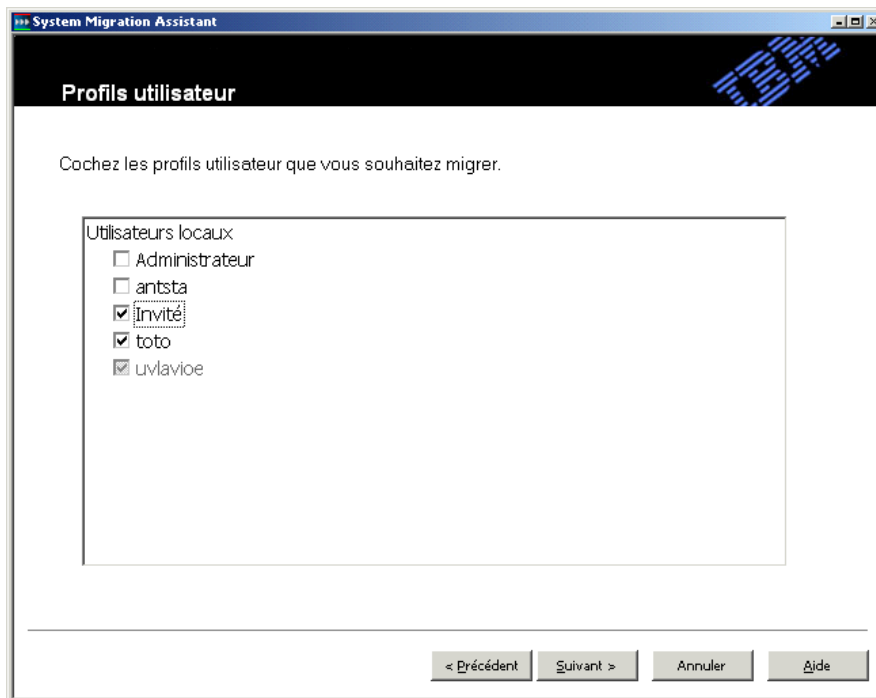 System Migration Assistant
IBM
Profils utilisateur
Cochez les profils utilisateur que vous souhaitez migrer.
Utilisateurs locaux
Administrateur
antsta
Invité
toto
uvlavioe
< Précédent
Suivant >
Annuler
Aide